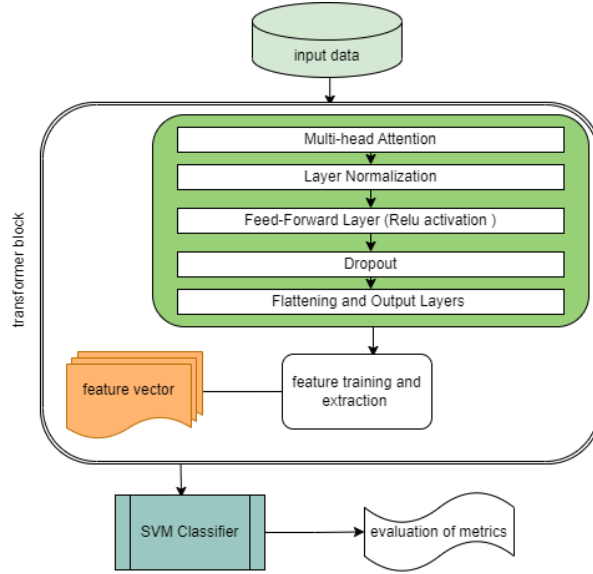 input data
transformer block
Multi-head Attention
Layer Normalization
Feed-Forward Layer (Relu activation )
Dropout
Flattening and Output Layers
feature vector
feature training and
extraction
SVM Classifier
evaluation of metrics